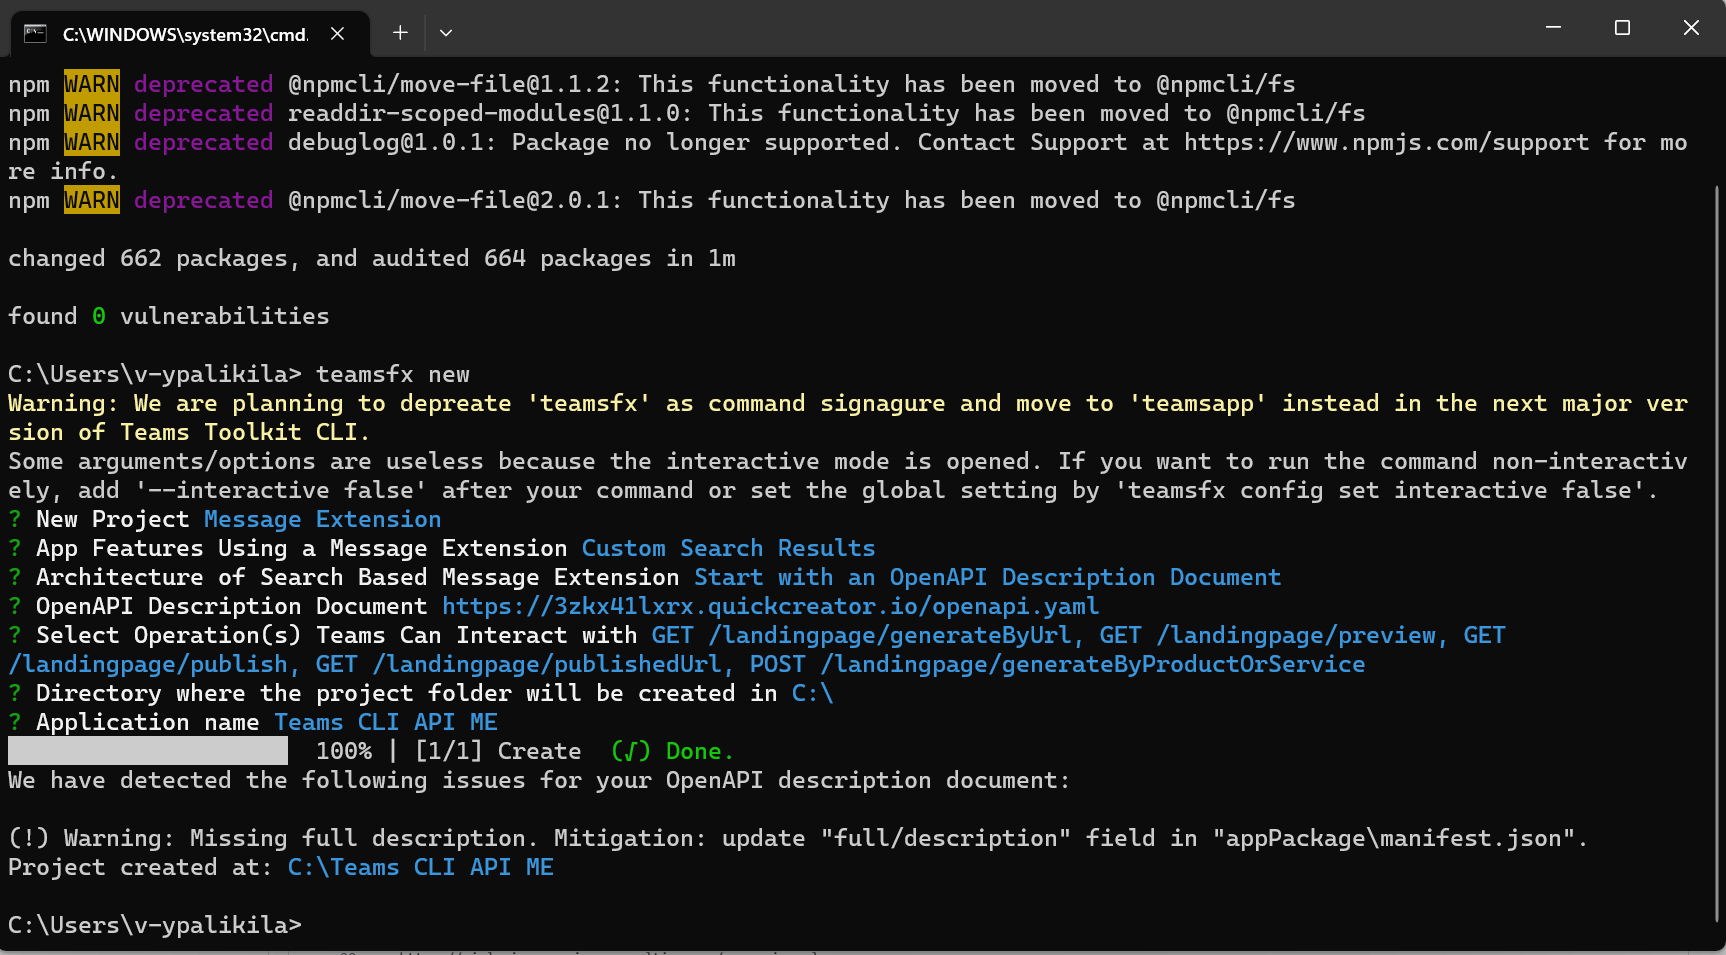 C:\WINDOWS\system32\cmd.
npm WARN deprecated @npmcli/move-file@1.1.2: This functionality has been moved to @npmcli/fs
npm WARN deprecated readdir-scoped-modules@1.1.0: This functionality has been moved to @npmcli/fs
npm WARN deprecated debuglog@1.0.1: Package no longer supported. Contact Support at https://www.npmjs.com/support for mo
re info.
npm WARN deprecated @npmcli/move-file@2.0.1: This functionality has been moved to @npmcli/fs
changed 662 packages, and audited 664 packages in 1m
found 0 vulnerabilities
C:\Users\v-ypalikila> teamsfx new
Warning: We are planning to depreate 'teamsfx' as command signagure and move to 'teamsapp' instead in the next major ver
sion of Teams Toolkit CLI.
Some arguments/options are useless because the interactive mode is opened. If you want to run the command non-interactiv
ely, add '--interactive false' after your command or set the global setting by 'teamsfx config set interactive false'.
? New Project Message Extension
? App Features Using a Message Extension Custom Search Results
? Architecture of Search Based Message Extension Start with an OpenAPI Description Document
? OpenAPI Description Document https://3zkx41lxrx.quickcreator.io/openapi.yaml
? Select Operation(s) Teams Can Interact with GET /landingpage/generateByUrl, GET /landingpage/preview, GET
/landingpage/publish, GET /landingpage/publishedUrl, POST /landingpage/generateByProductOrService
? Directory where the project folder will be created in C:\
? Application name Teams CLI API ME
100% | [1/1] Create (√) Done.
We have detected the following issues for your OpenAPI description document:
(!) Warning: Missing full description. Mitigation: update "full/description" field in "appPackage\manifest.json".
Project created at: C:\Teams CLI API ME
C:\Users\v-ypalikila>